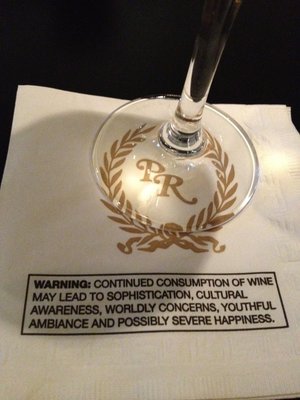 PR
WARNING: CONTINUED CONSUMPTION OF WINE
MAY LEAD TO SOPHISTICATION, CULTURAL
AWARENESS, WORLDLY CONCERNS, YOUTHFUL
AMBIANCE AND POSSIBLY SEVERE HAPPINESS.